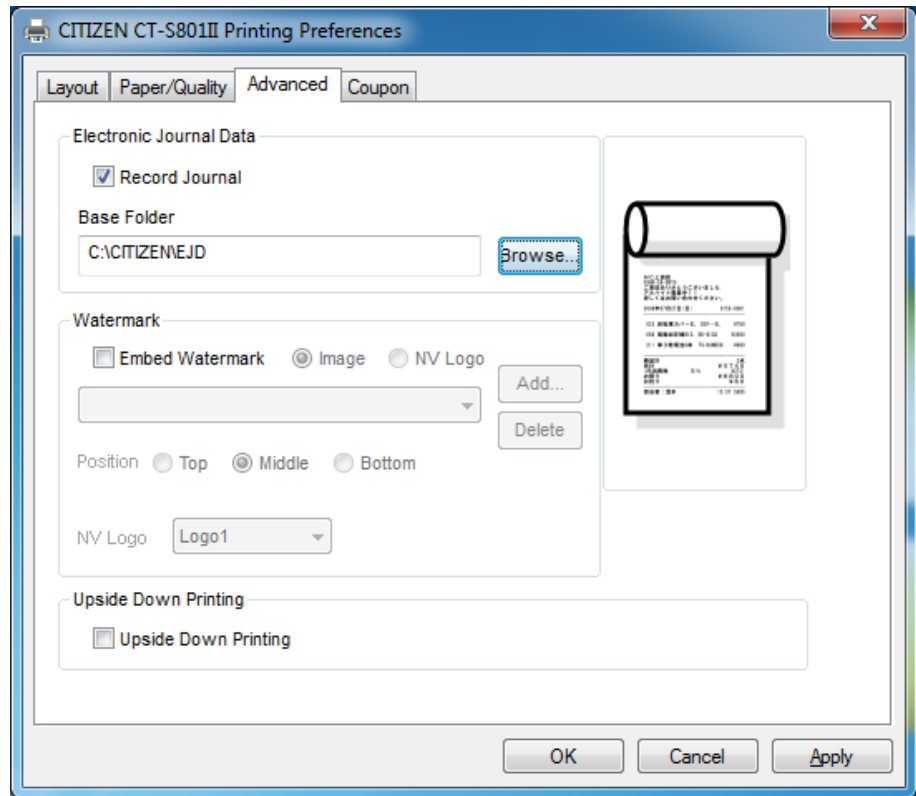 CITIZEN CT-S801II Printing Preferences
Layout Paper/Quality Advanced Coupon
Electronic Journal Data
Record Journal
Base Folder
C:\CITIZEN\EJD
Browse...
Watermark
Embed Watermark Image NV Logo
Add...
Delete
Position Top Middle Bottom
NV Logo Logo1
Upside Down Printing
Upside Down Printing
OK Cancel Apply